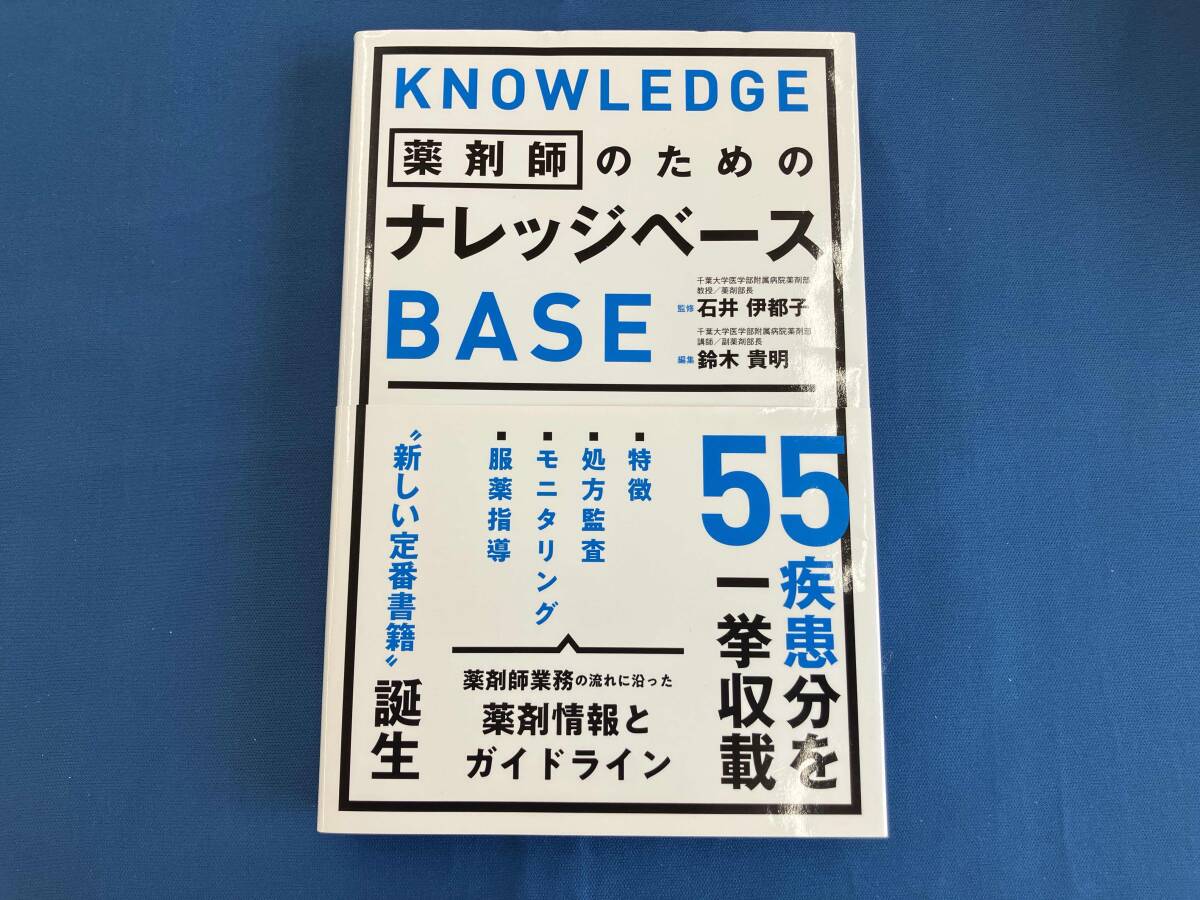 KNOWLEDGE
薬剤師のための
ナレッジベース
BASE
千葉大学医学部附属病院薬剤部
教授／薬剤部長
監修 石井 伊都子
千葉大学医学部附属病院薬剤部
講師／副薬剤部長
編集 鈴木 貴明
55疾患分を
一挙収載
■特徴
■処方監査
■モニタリング
■服薬指導
薬剤師業務の流れに沿った
薬剤情報と
ガイドライン
〝新しい定番書籍〟誕生